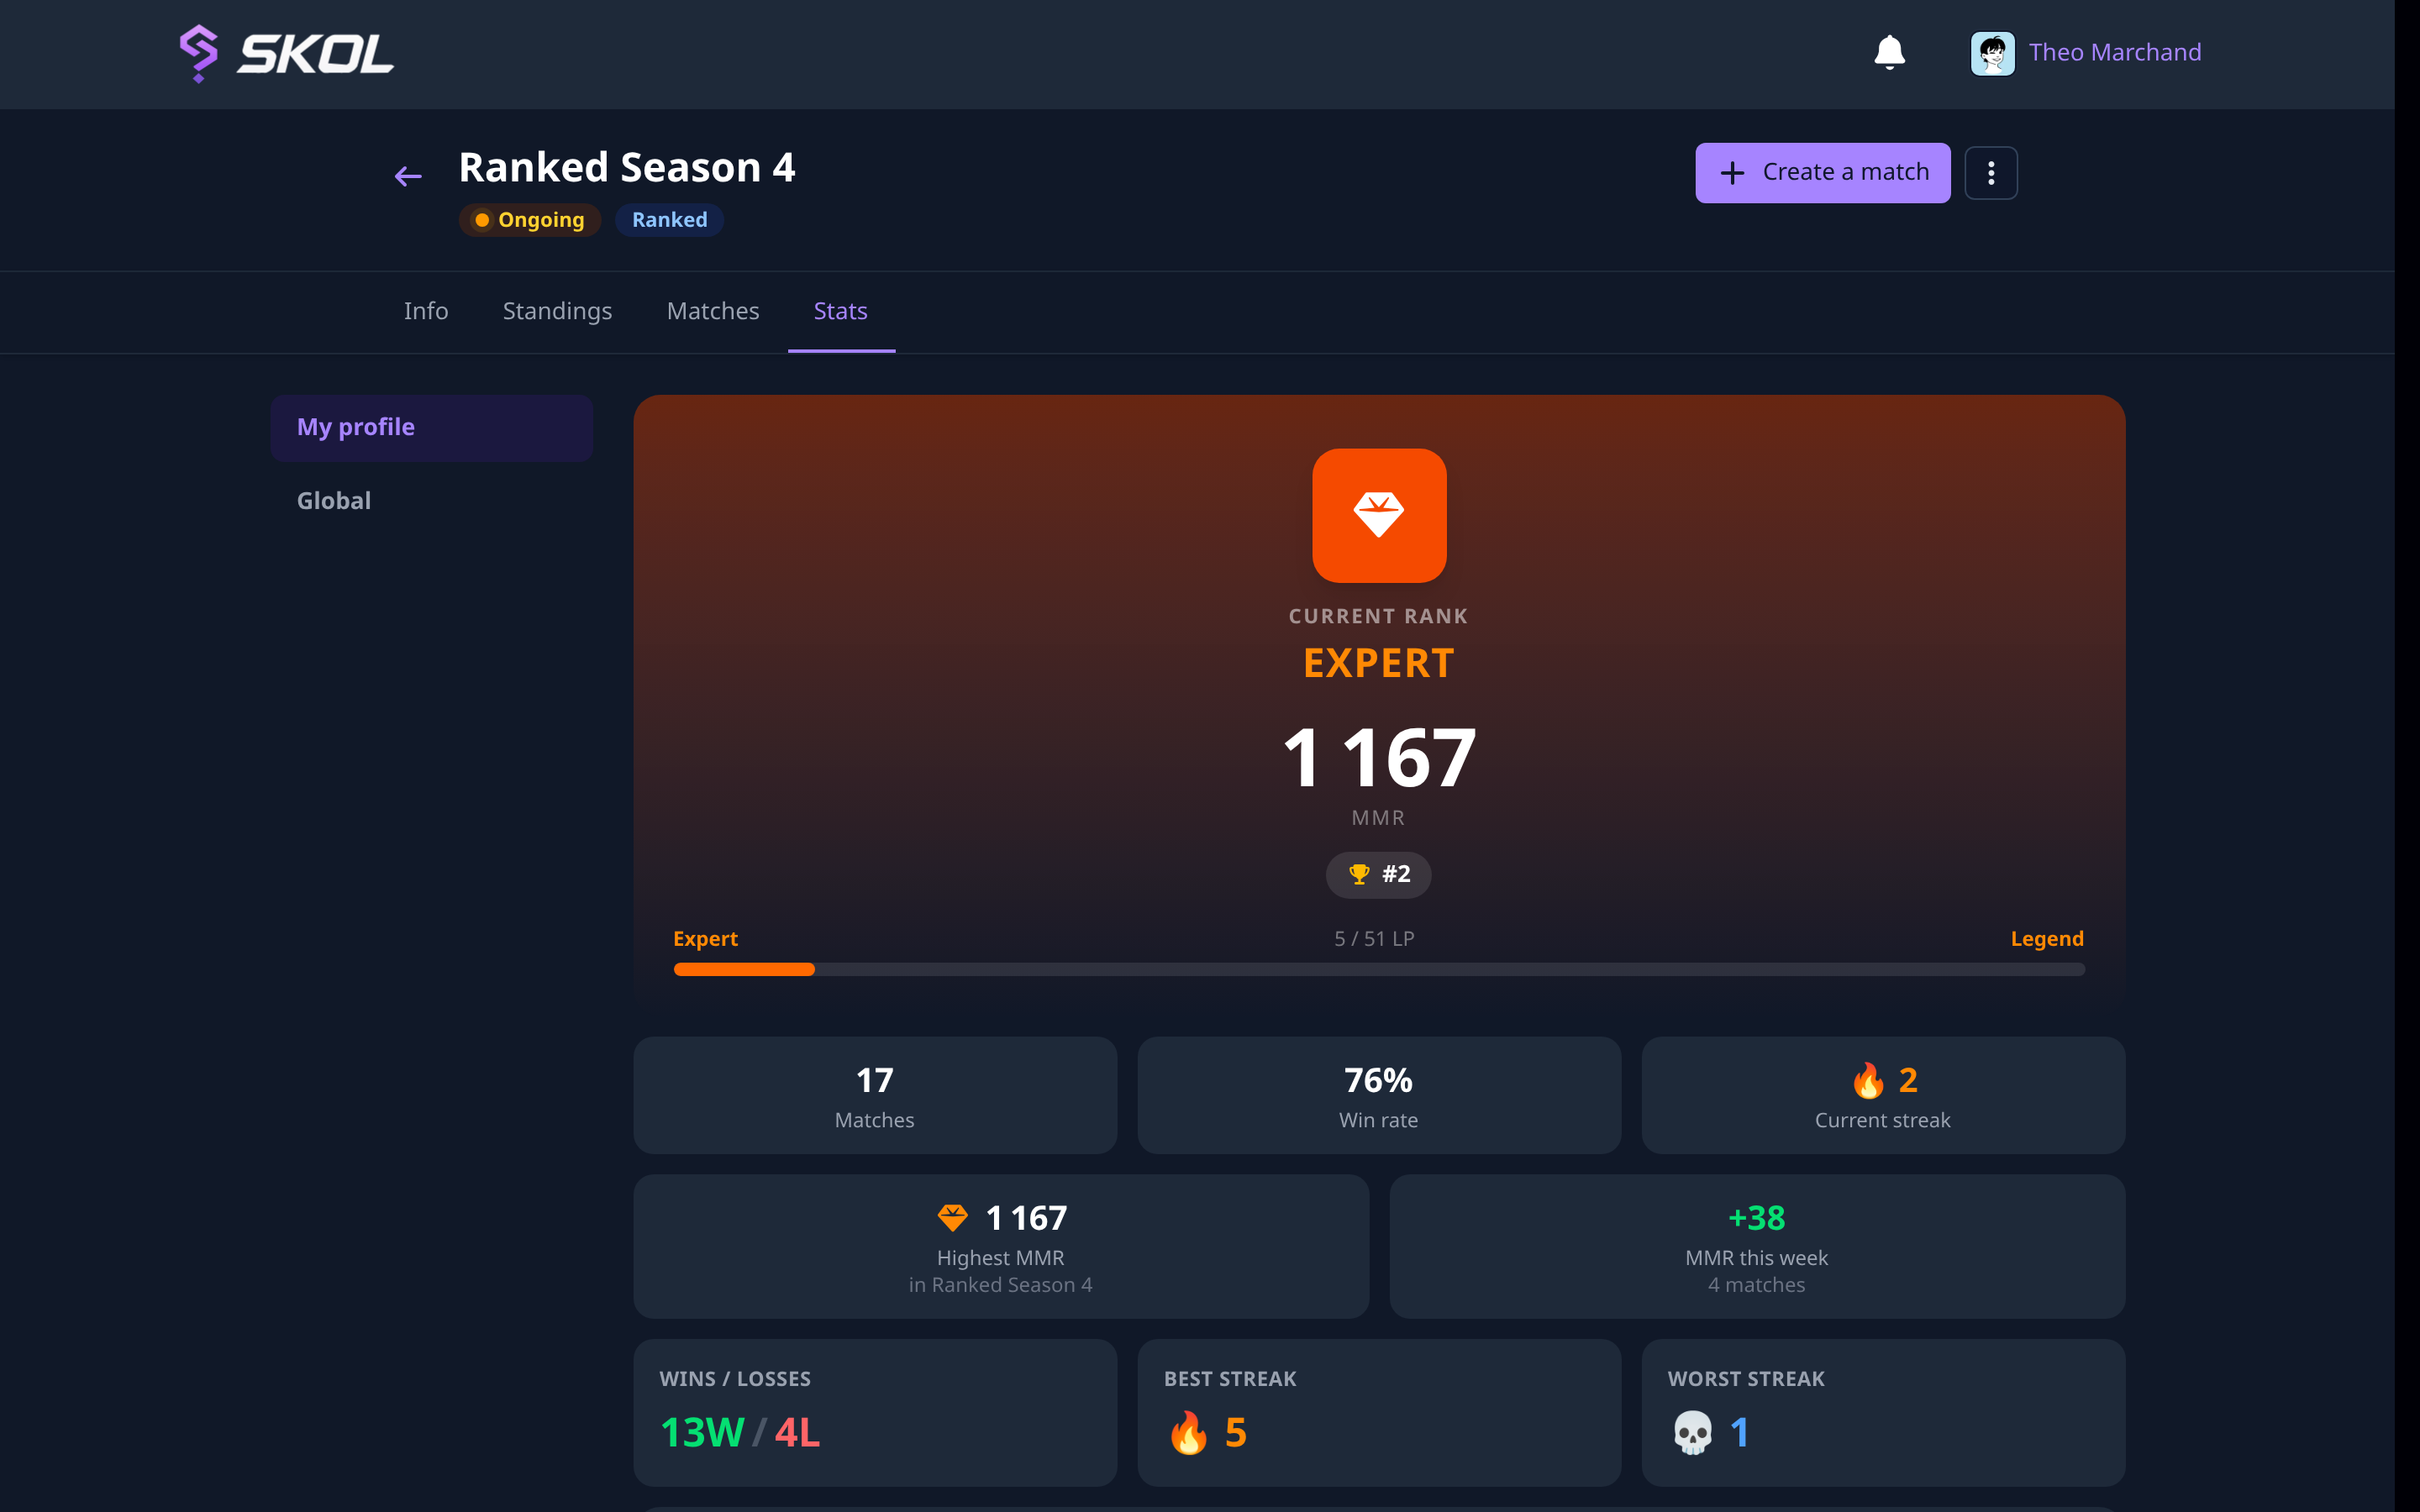 SKOL
Theo Marchand
Ranked Season 4
Create a match
Ongoing
Ranked
Info
Standings
Matches
Stats
My profile
Global
CURRENT RANK
EXPERT
1 167
MMR
#2
Expert
5 / 51 LP
Legend
17
Matches
76%
Win rate
2
Current streak
1 167
Highest MMR
in Ranked Season 4
+38
MMR this week
4 matches
WINS / LOSSES
13W / 4L
BEST STREAK
5
WORST STREAK
1